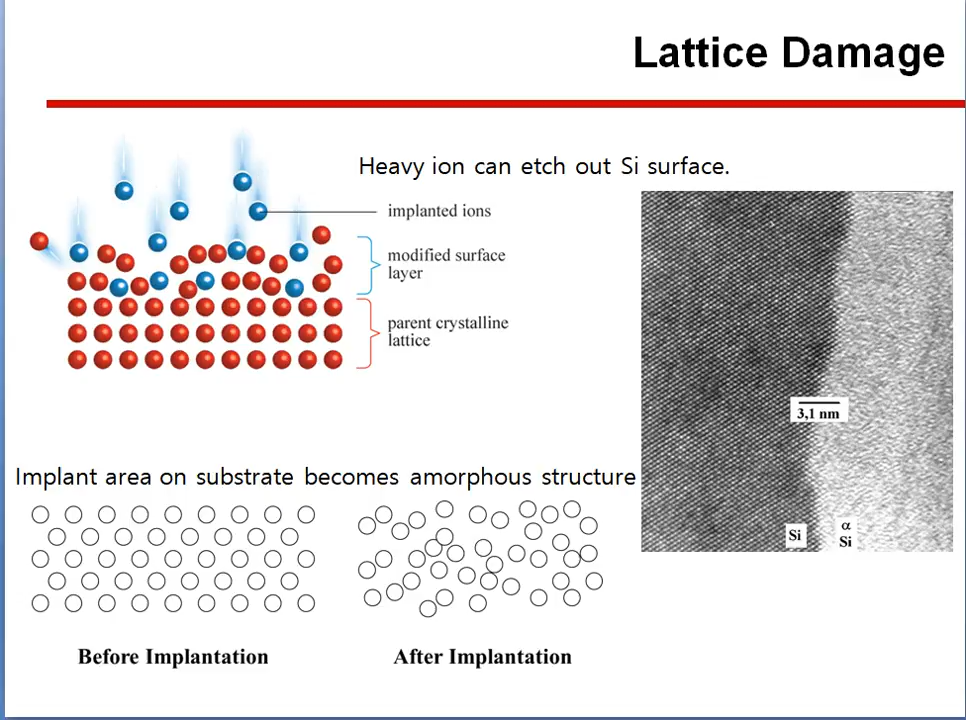 Lattice Damage
Heavy ion can etch out Si surface.
implanted ions
modified surface
layer
parent crystalline
lattice
3,1 nm
Si
α
Si
Implant area on substrate becomes amorphous structure
Before Implantation
After Implantation